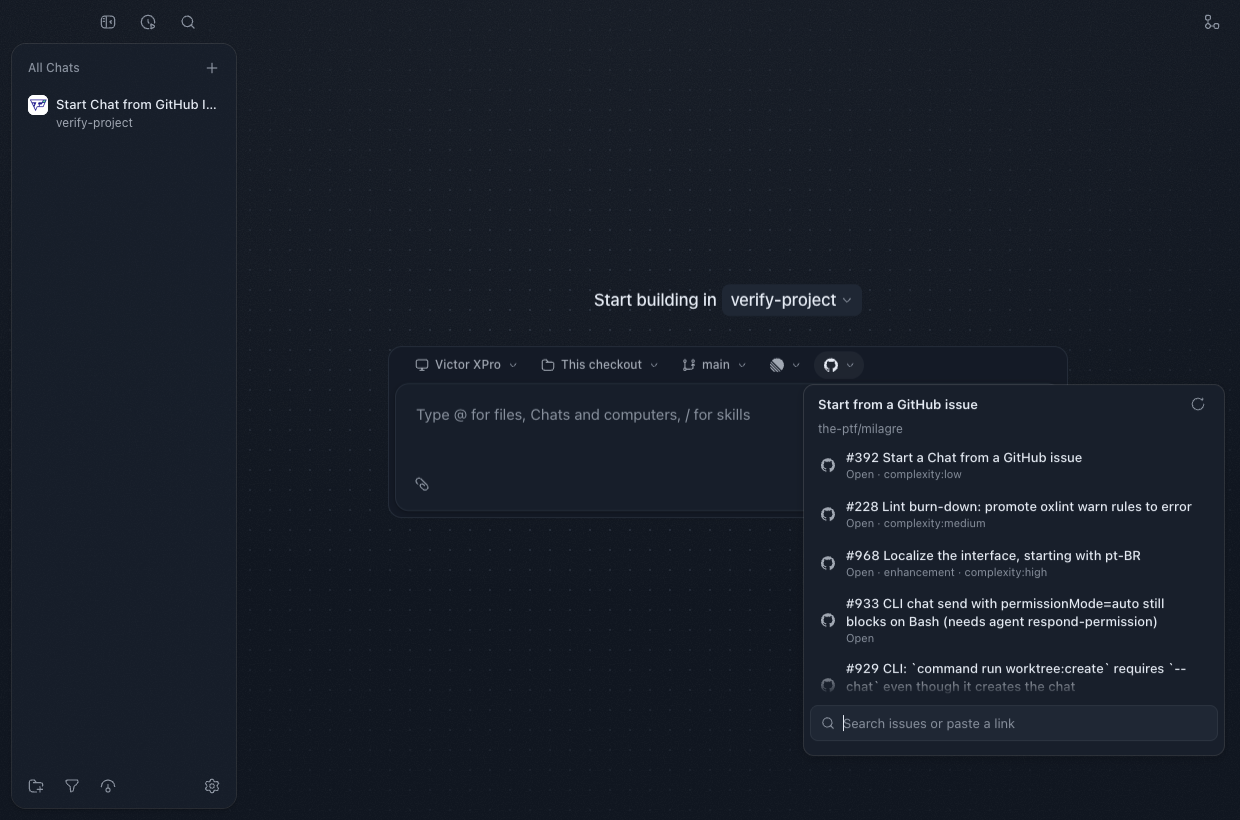 All Chats
Start Chat from GitHub I...
verify-project
Start building in verify-project
Victor XPro
This checkout
main
Type @ for files, Chats and computers, / for skills
Start from a GitHub issue
the-ptf/milagre
#392 Start a Chat from a GitHub issue
Open · complexity:low
#228 Lint burn-down: promote oxlint warn rules to error
Open · complexity:medium
#968 Localize the interface, starting with pt-BR
Open · enhancement · complexity:high
#933 CLI chat send with permissionMode=auto still
blocks on Bash (needs agent respond-permission)
Open
#929 CLI: `command run worktree:create` requires `--
chat` even though it creates the chat
Search issues or paste a link